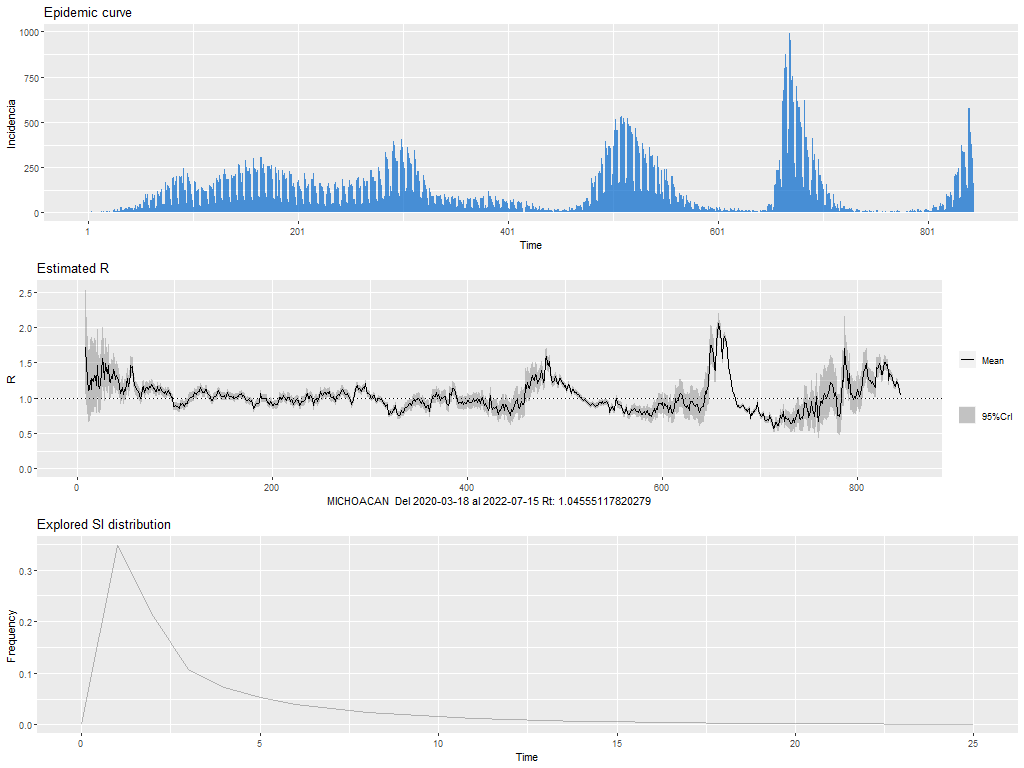 Epidemic curve
1000
750
500
250
0
Incidencia
1
201
401
601
801
Time
Estimated R
2.5
2.0
1.5
1.0
0.5
0.0
R
Mean
95%CrI
0
200
400
600
800
MICHOACAN Del 2020-03-18 al 2022-07-15 Rt: 1.04555117820279
Explored SI distribution
0.3
0.2
0.1
0.0
Frequency
0
5
10
15
20
25
Time